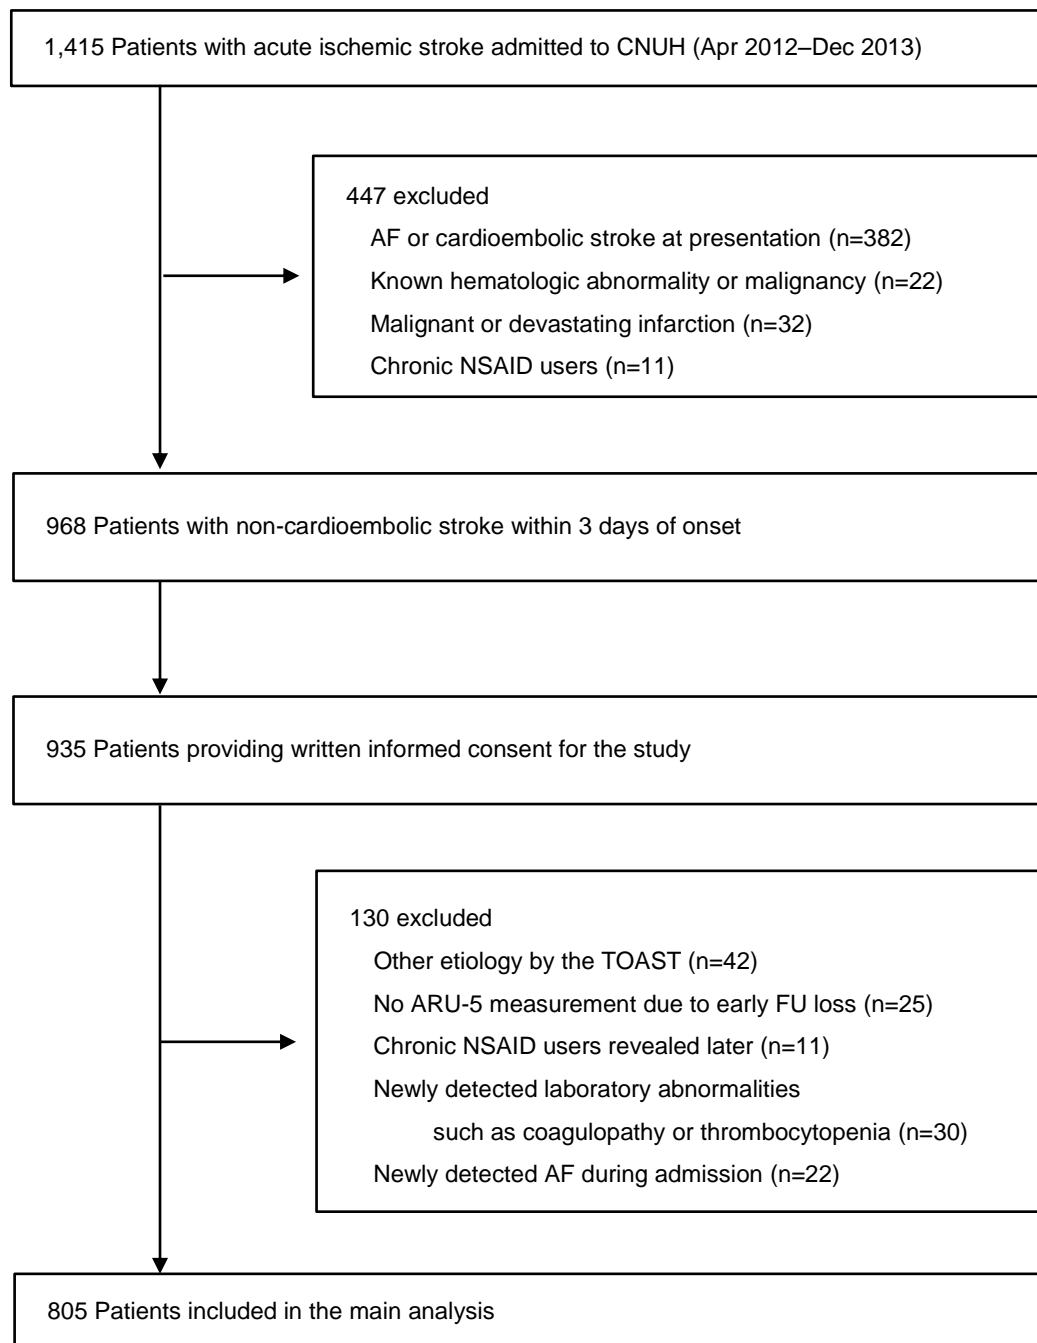 1,415 Patients with acute ischemic stroke admitted to CNUH (Apr 2012–Dec 2013)
447 excluded
AF or cardioembolic stroke at presentation (n=382)
Known hematologic abnormality or malignancy (n=22)
Malignant or devastating infarction (n=32)
Chronic NSAID users (n=11)
968 Patients with non-cardioembolic stroke within 3 days of onset
935 Patients providing written informed consent for the study
130 excluded
Other etiology by the TOAST (n=42)
No ARU-5 measurement due to early FU loss (n=25)
Chronic NSAID users revealed later (n=11)
Newly detected laboratory abnormalities
such as coagulopathy or thrombocytopenia (n=30)
Newly detected AF during admission (n=22)
805 Patients included in the main analysis